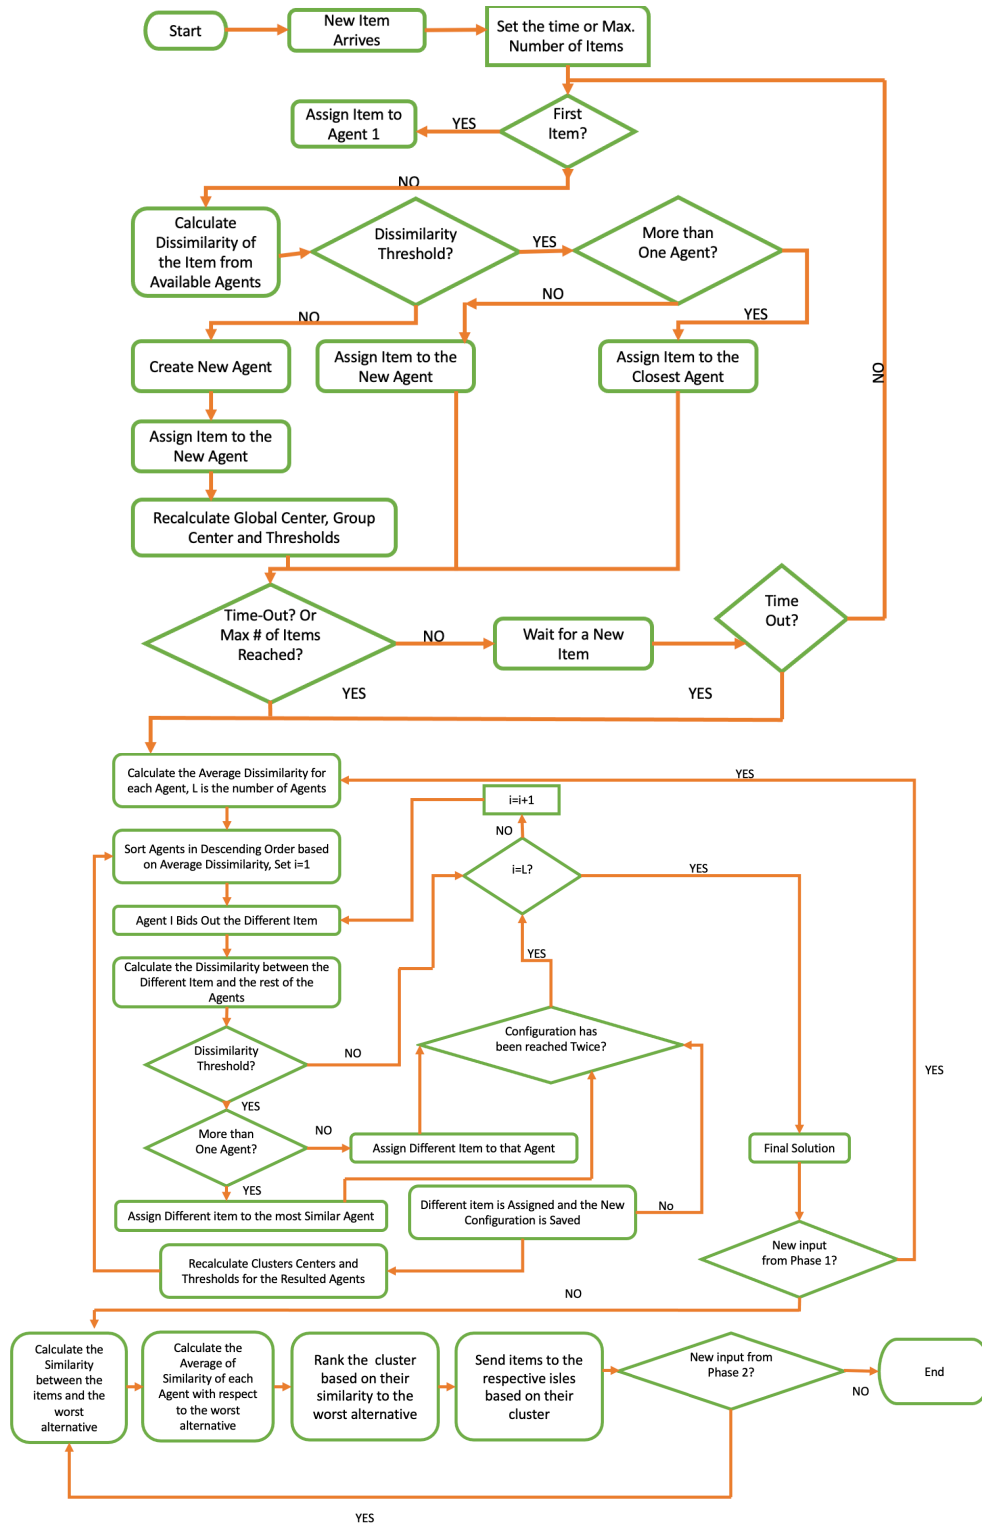 Start
New Item
Arrives
Set the time or Max.
Number of Items
First
Item?
YES
Assign Item to
Agent 1
NO
Calculate
Dissimilarity of
the Item from
Available Agents
Dissimilarity
Threshold?
YES
More than
One Agent?
NO
YES
NO
Create New Agent
Assign Item to the
New Agent
Assign Item to the
Closest Agent
NO
Assign Item to the
New Agent
Recalculate Global Center, Group
Center and Thresholds
Time-Out? Or
Max # of Items
Reached?
NO
Wait for a New
Item
Time
Out?
YES
YES
Calculate the Average Dissimilarity for
each Agent, L is the number of Agents
YES
i=i+1
NO
Sort Agents in Descending Order based
on Average Dissimilarity, Set i=1
i=L?
YES
Agent I Bids Out the Different Item
YES
Calculate the Dissimilarity between the
Different Item and the rest of the
Agents
Configuration has
been reached Twice?
Dissimilarity
Threshold?
NO
YES
YES
More than
One Agent?
NO
Assign Different Item to that Agent
Final Solution
YES
Assign Different item to the most Similar Agent
Different item is Assigned and the New
Configuration is Saved
No
Recalculate Clusters Centers and
Thresholds for the Resulted Agents
New input
from Phase 1?
NO
Calculate the
Similarity
between the
items and the
worst
alternative
Calculate the
Average of
Similarity of each
Agent with respect
to the worst
alternative
Rank the cluster
based on their
similarity to the
worst alternative
Send items to the
respective isles
based on their
cluster
New input from
Phase 2?
NO
End
YES